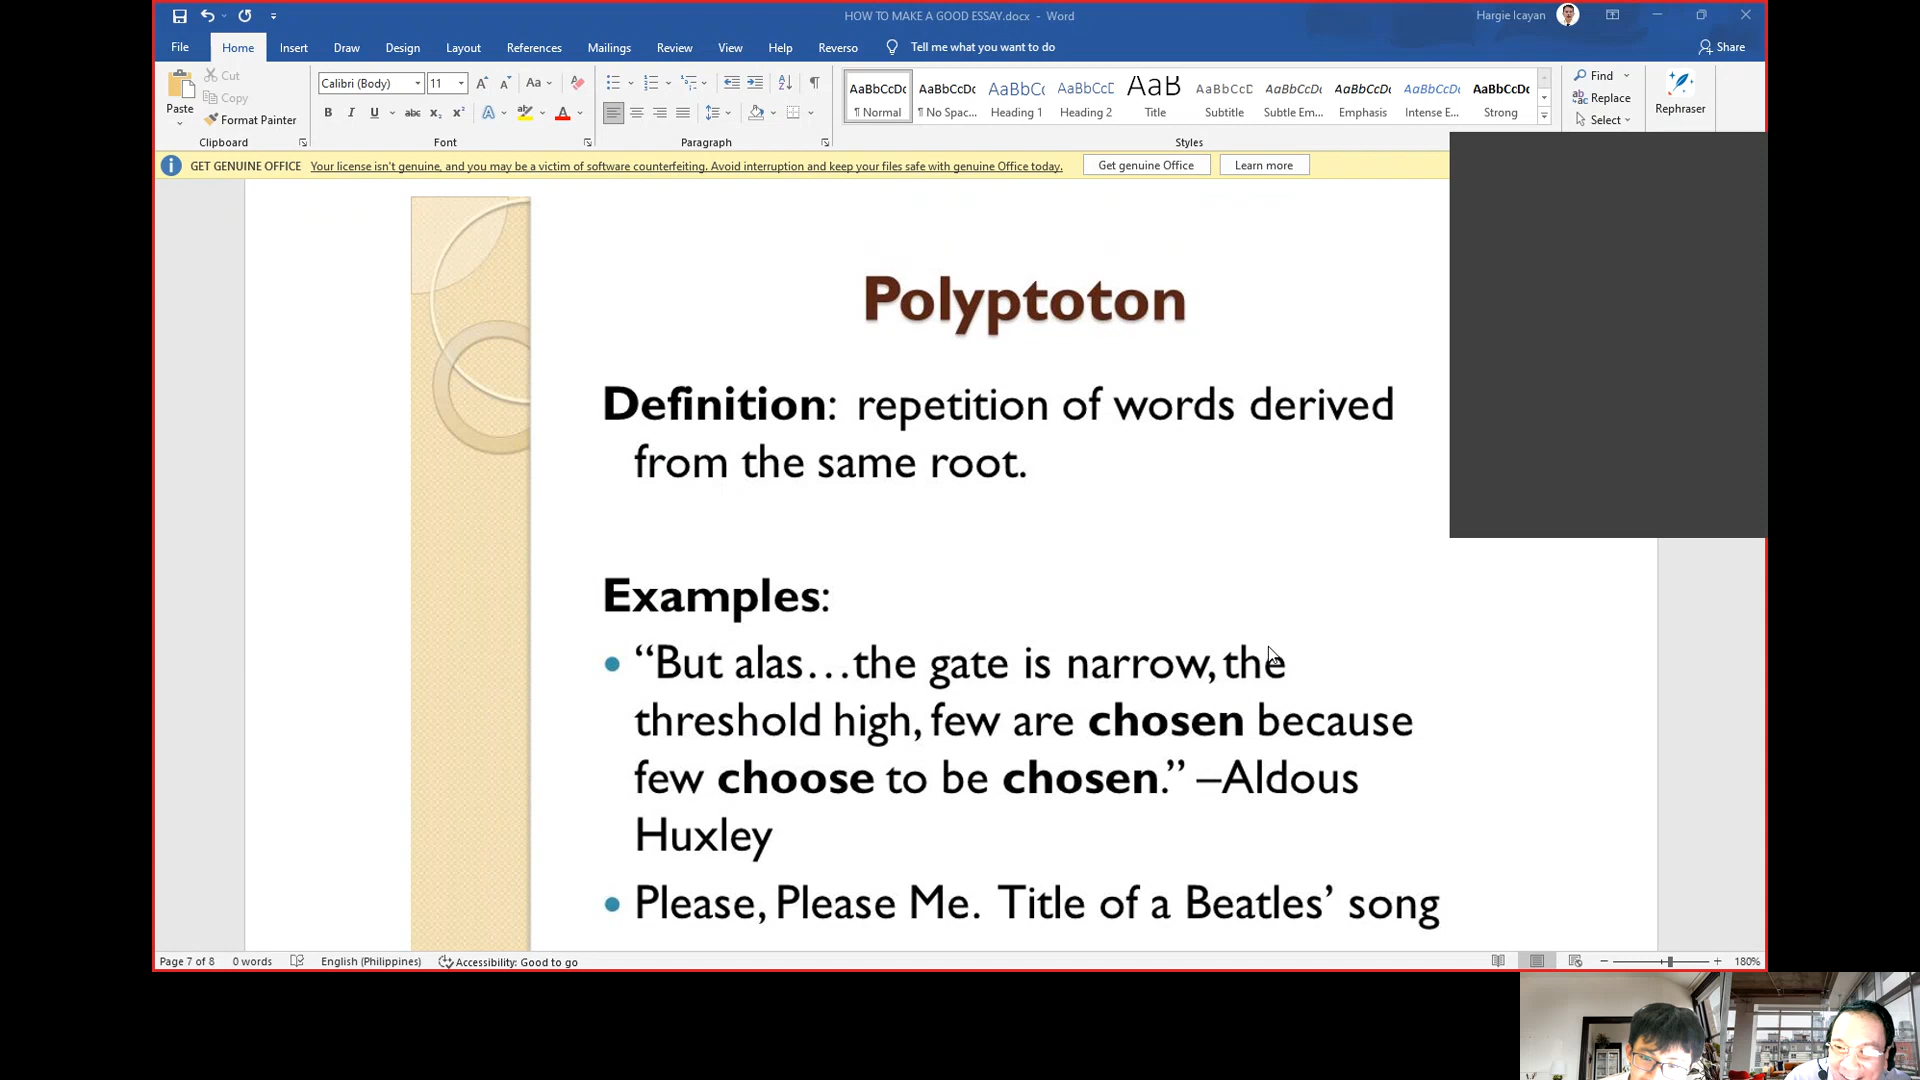 HOW TO MAKE A GOOD ESSAY.docx - Word
Hargie Icayan
File Home Insert Draw Design Layout References Mailings Review View Help Reverso Tell me what you want to do Share
Paste
Cut
Copy
Format Painter
Clipboard
Calibri (Body) 11
Font
Paragraph
AaBbCcDc AaBbCcDc AaBbC( AaBbCcD AaB AaBbCcD AaBbCcDc AaBbCcDc AaBbCcDc AaBbCcDc
¶ Normal ¶ No Spac... Heading 1 Heading 2 Title Subtitle Subtle Em... Emphasis Intense E... Strong
Styles
Find
Replace
Select
Rephraser
GET GENUINE OFFICE Your license isn't genuine, and you may be a victim of software counterfeiting. Avoid interruption and keep your files safe with genuine Office today. Get genuine Office Learn more
Polyptoton
Definition: repetition of words derived
from the same root.
Examples:
• “But alas…the gate is narrow, the
threshold high, few are chosen because
few choose to be chosen.” –Aldous
Huxley
• Please, Please Me. Title of a Beatles’ song
Page 7 of 8 0 words English (Philippines) Accessibility: Good to go 180%